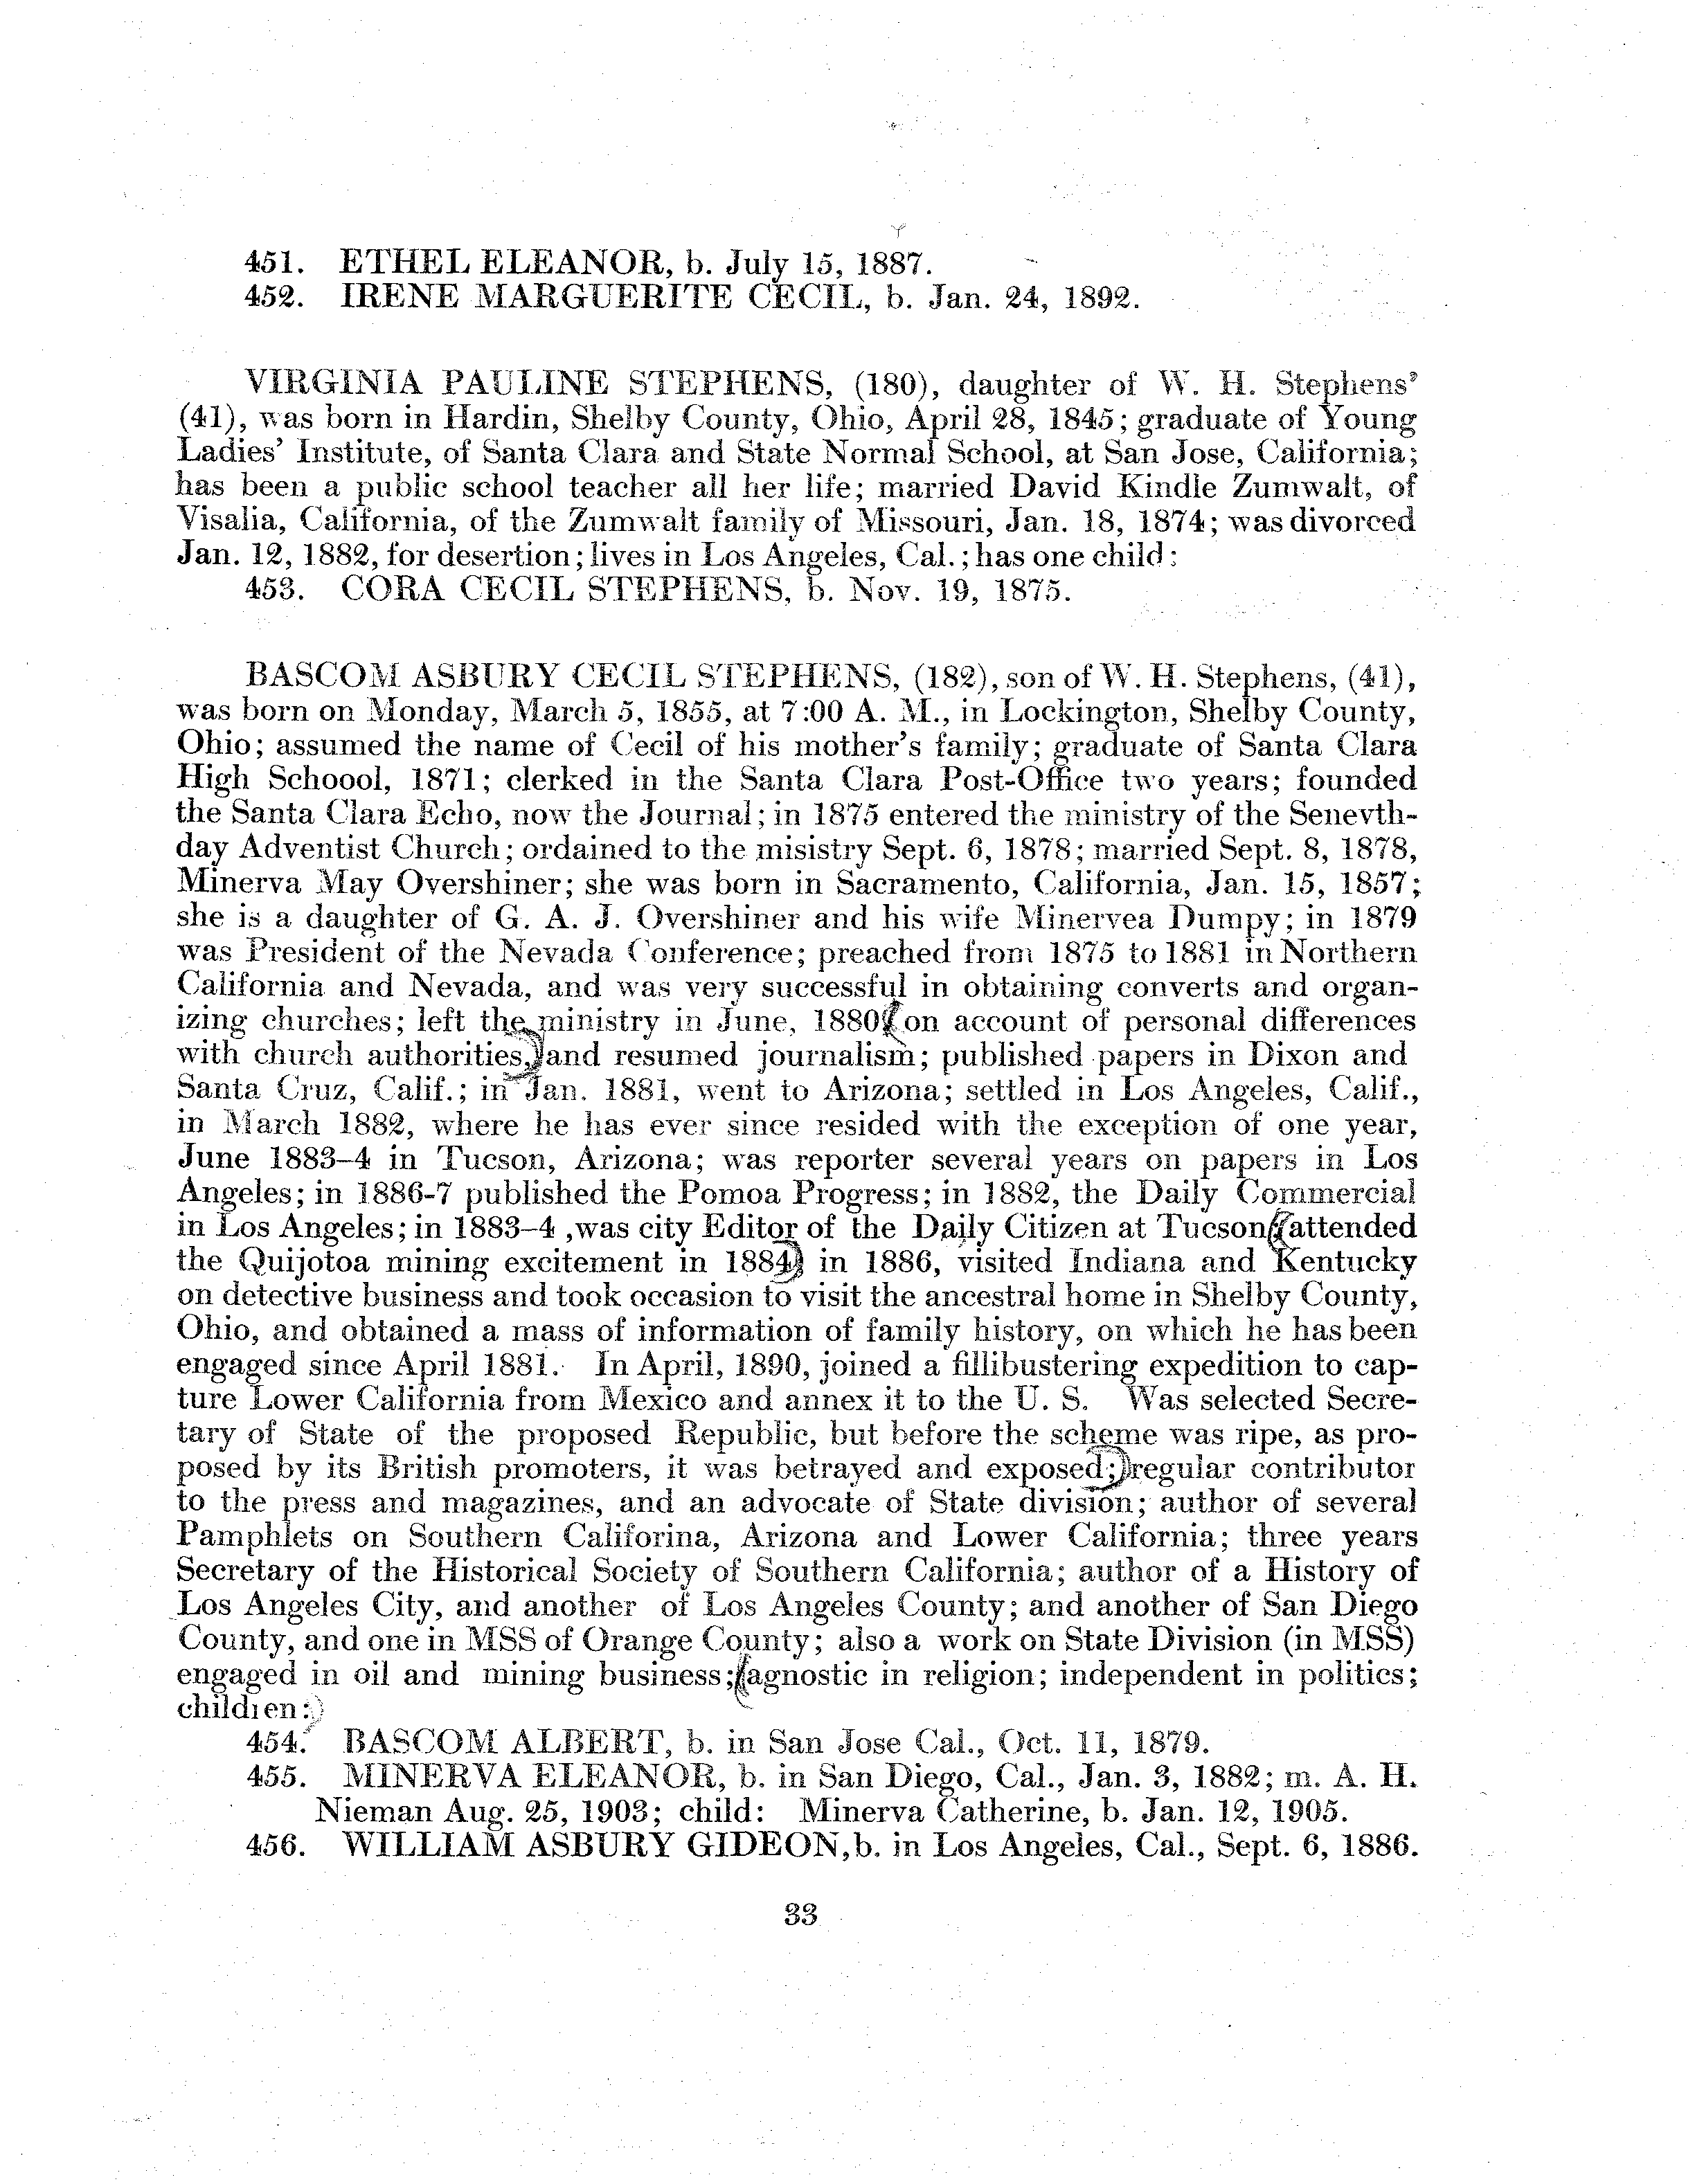 451. ETHEL ELEANOR, b. July 15, 1887.
452. IRENE MARGUERITE CECIL, b. Jan. 24, 1892.
VIRGINIA PAULINE STEPHENS, (180), daughter of W. H. Stephens'
(41), was born in Hardin, Shelby County, Ohio, April 28, 1845; graduate of Young
Ladies' Institute, of Santa Clara and State Normal School, at San Jose, California;
has been a public school teacher all her life; married David Kindle Zumwalt, of
Visalia, California, of the Zumwalt family of Missouri, Jan. 18, 1874; was divorced
Jan. 12, 1882, for desertion; lives in Los Angeles, Cal.; has one child:
453. CORA CECIL STEPHENS, b. Nov. 19, 1875.
BASCOM ASBURY CECIL STEPHENS, (182), son of W. H. Stephens, (41),
was born on Monday, March 5, 1855, at 7:00 A. M., in Lockington, Shelby County,
Ohio; assumed the name of Cecil of his mother's family; graduate of Santa Clara
High Schoool, 1871; clerked in the Santa Clara Post-Office two years; founded
the Santa Clara Echo, now the Journal; in 1875 entered the ministry of the Senevth-
day Adventist Church; ordained to the misistry Sept. 6, 1878; married Sept. 8, 1878,
Minerva May Overshiner; she was born in Sacramento, California, Jan. 15, 1857;
she is a daughter of G. A. J. Overshiner and his wife Minervea Dumpy; in 1879
was President of the Nevada Conference; preached from 1875 to 1881 in Northern
California and Nevada, and was very successful in obtaining converts and organ-
izing churches; left the ministry in June, 1880 (on account of personal differences
with church authorities,) and resumed journalism; published papers in Dixon and
Santa Cruz, Calif.; in Jan. 1881, went to Arizona; settled in Los Angeles, Calif.,
in March 1882, where he has ever since resided with the exception of one year,
June 1883-4 in Tucson, Arizona; was reporter several years on papers in Los
Angeles; in 1886-7 published the Pomoa Progress; in 1882, the Daily Commercial
in Los Angeles; in 1883-4 ,was city Editor of the Daily Citizen at Tucson (attended
the Quijotoa mining excitement in 1884) in 1886, visited Indiana and Kentucky
on detective business and took occasion to visit the ancestral home in Shelby County,
Ohio, and obtained a mass of information of family history, on which he has been
engaged since April 1881. In April, 1890, joined a fillibustering expedition to cap-
ture Lower California from Mexico and annex it to the U. S. Was selected Secre-
tary of State of the proposed Republic, but before the scheme was ripe, as pro-
posed by its British promoters, it was betrayed and exposed;) regular contributor
to the press and magazines, and an advocate of State division; author of several
Pamphlets on Southern Califorina, Arizona and Lower California; three years
Secretary of the Historical Society of Southern California; author of a History of
Los Angeles City, and another of Los Angeles County; and another of San Diego
County, and one in MSS of Orange County; also a work on State Division (in MSS)
engaged in oil and mining business; (agnostic in religion; independent in politics;
children:)
454. BASCOM ALBERT, b. in San Jose Cal., Oct. 11, 1879.
455. MINERVA ELEANOR, b. in San Diego, Cal., Jan. 3, 1882; m. A. H.
Nieman Aug. 25, 1903; child: Minerva Catherine, b. Jan. 12, 1905.
456. WILLIAM ASBURY GIDEON,b. in Los Angeles, Cal., Sept. 6, 1886.
33